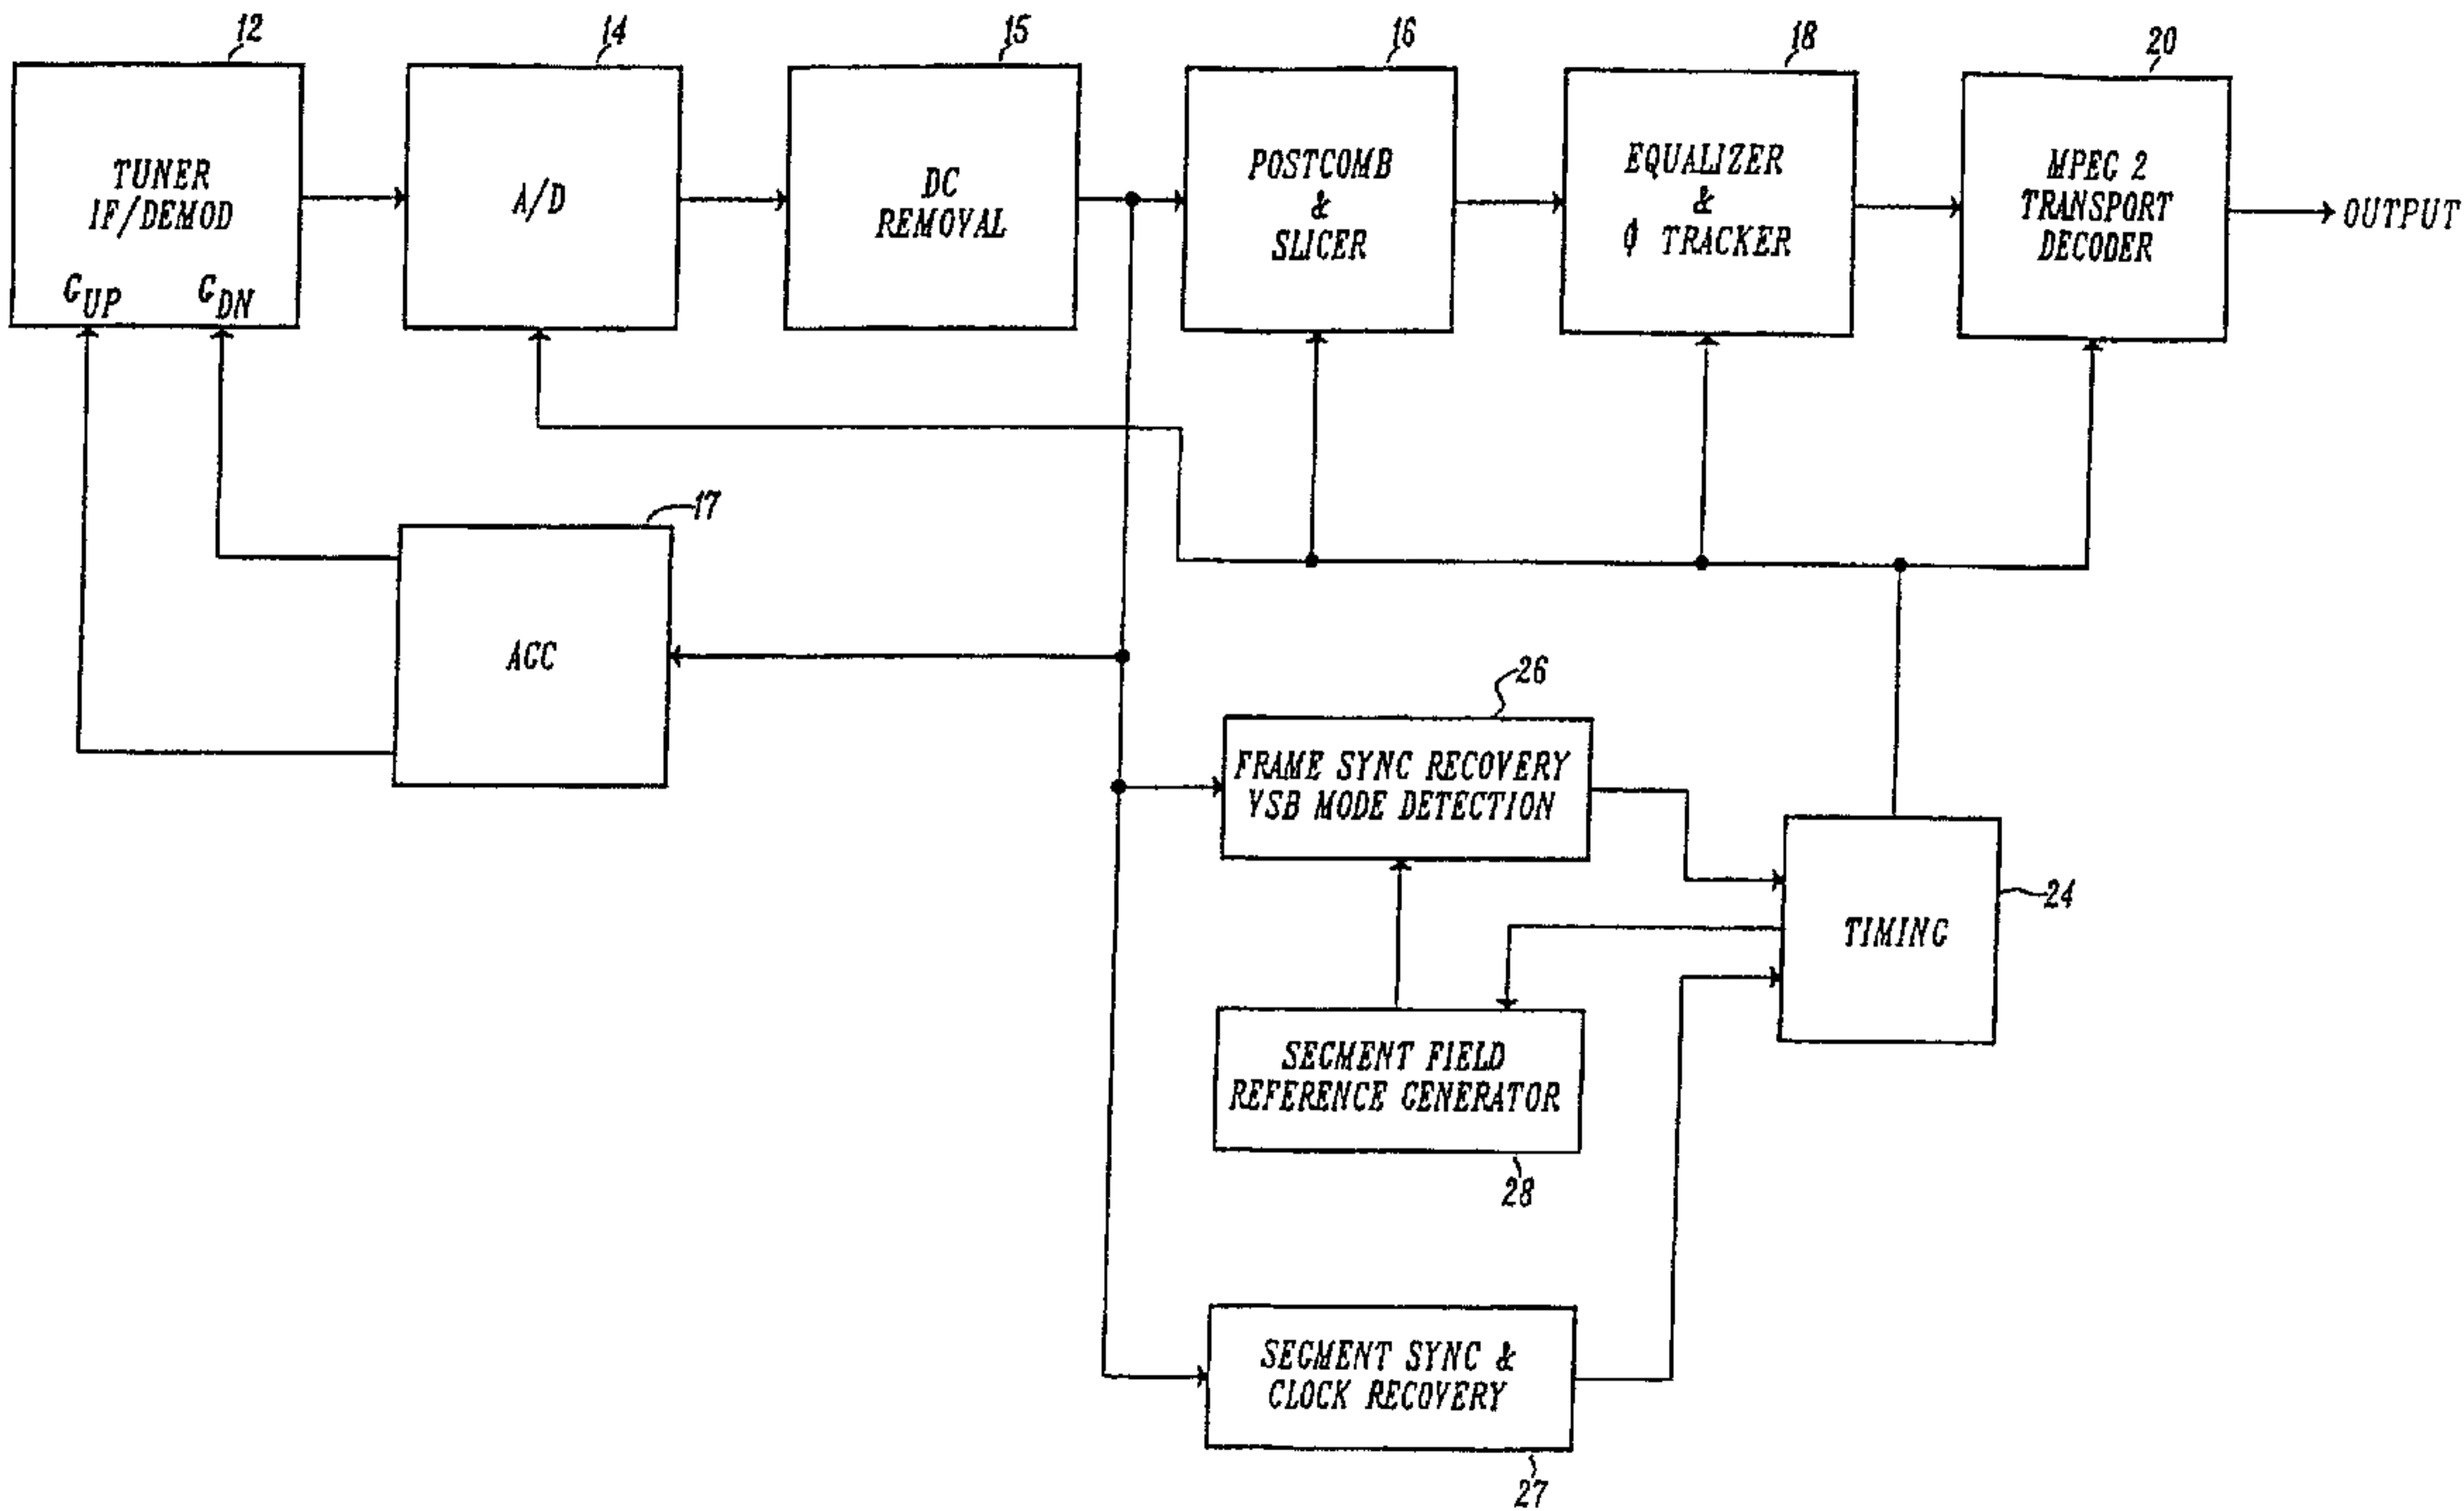 12
14
15
16
18
20
TUNER
IF/DEMOD
GUP
GDN
A/D
DC
REMOVAL
POSTCOMB
&
SLICER
EQUALIZER
&
φ TRACKER
MPEG 2
TRANSPORT
DECODER
OUTPUT
17
AGC
26
FRAME SYNC RECOVERY
VSB MODE DETECTION
24
TIMING
SEGMENT FIELD
REFERENCE GENERATOR
28
SEGMENT SYNC &
CLOCK RECOVERY
27